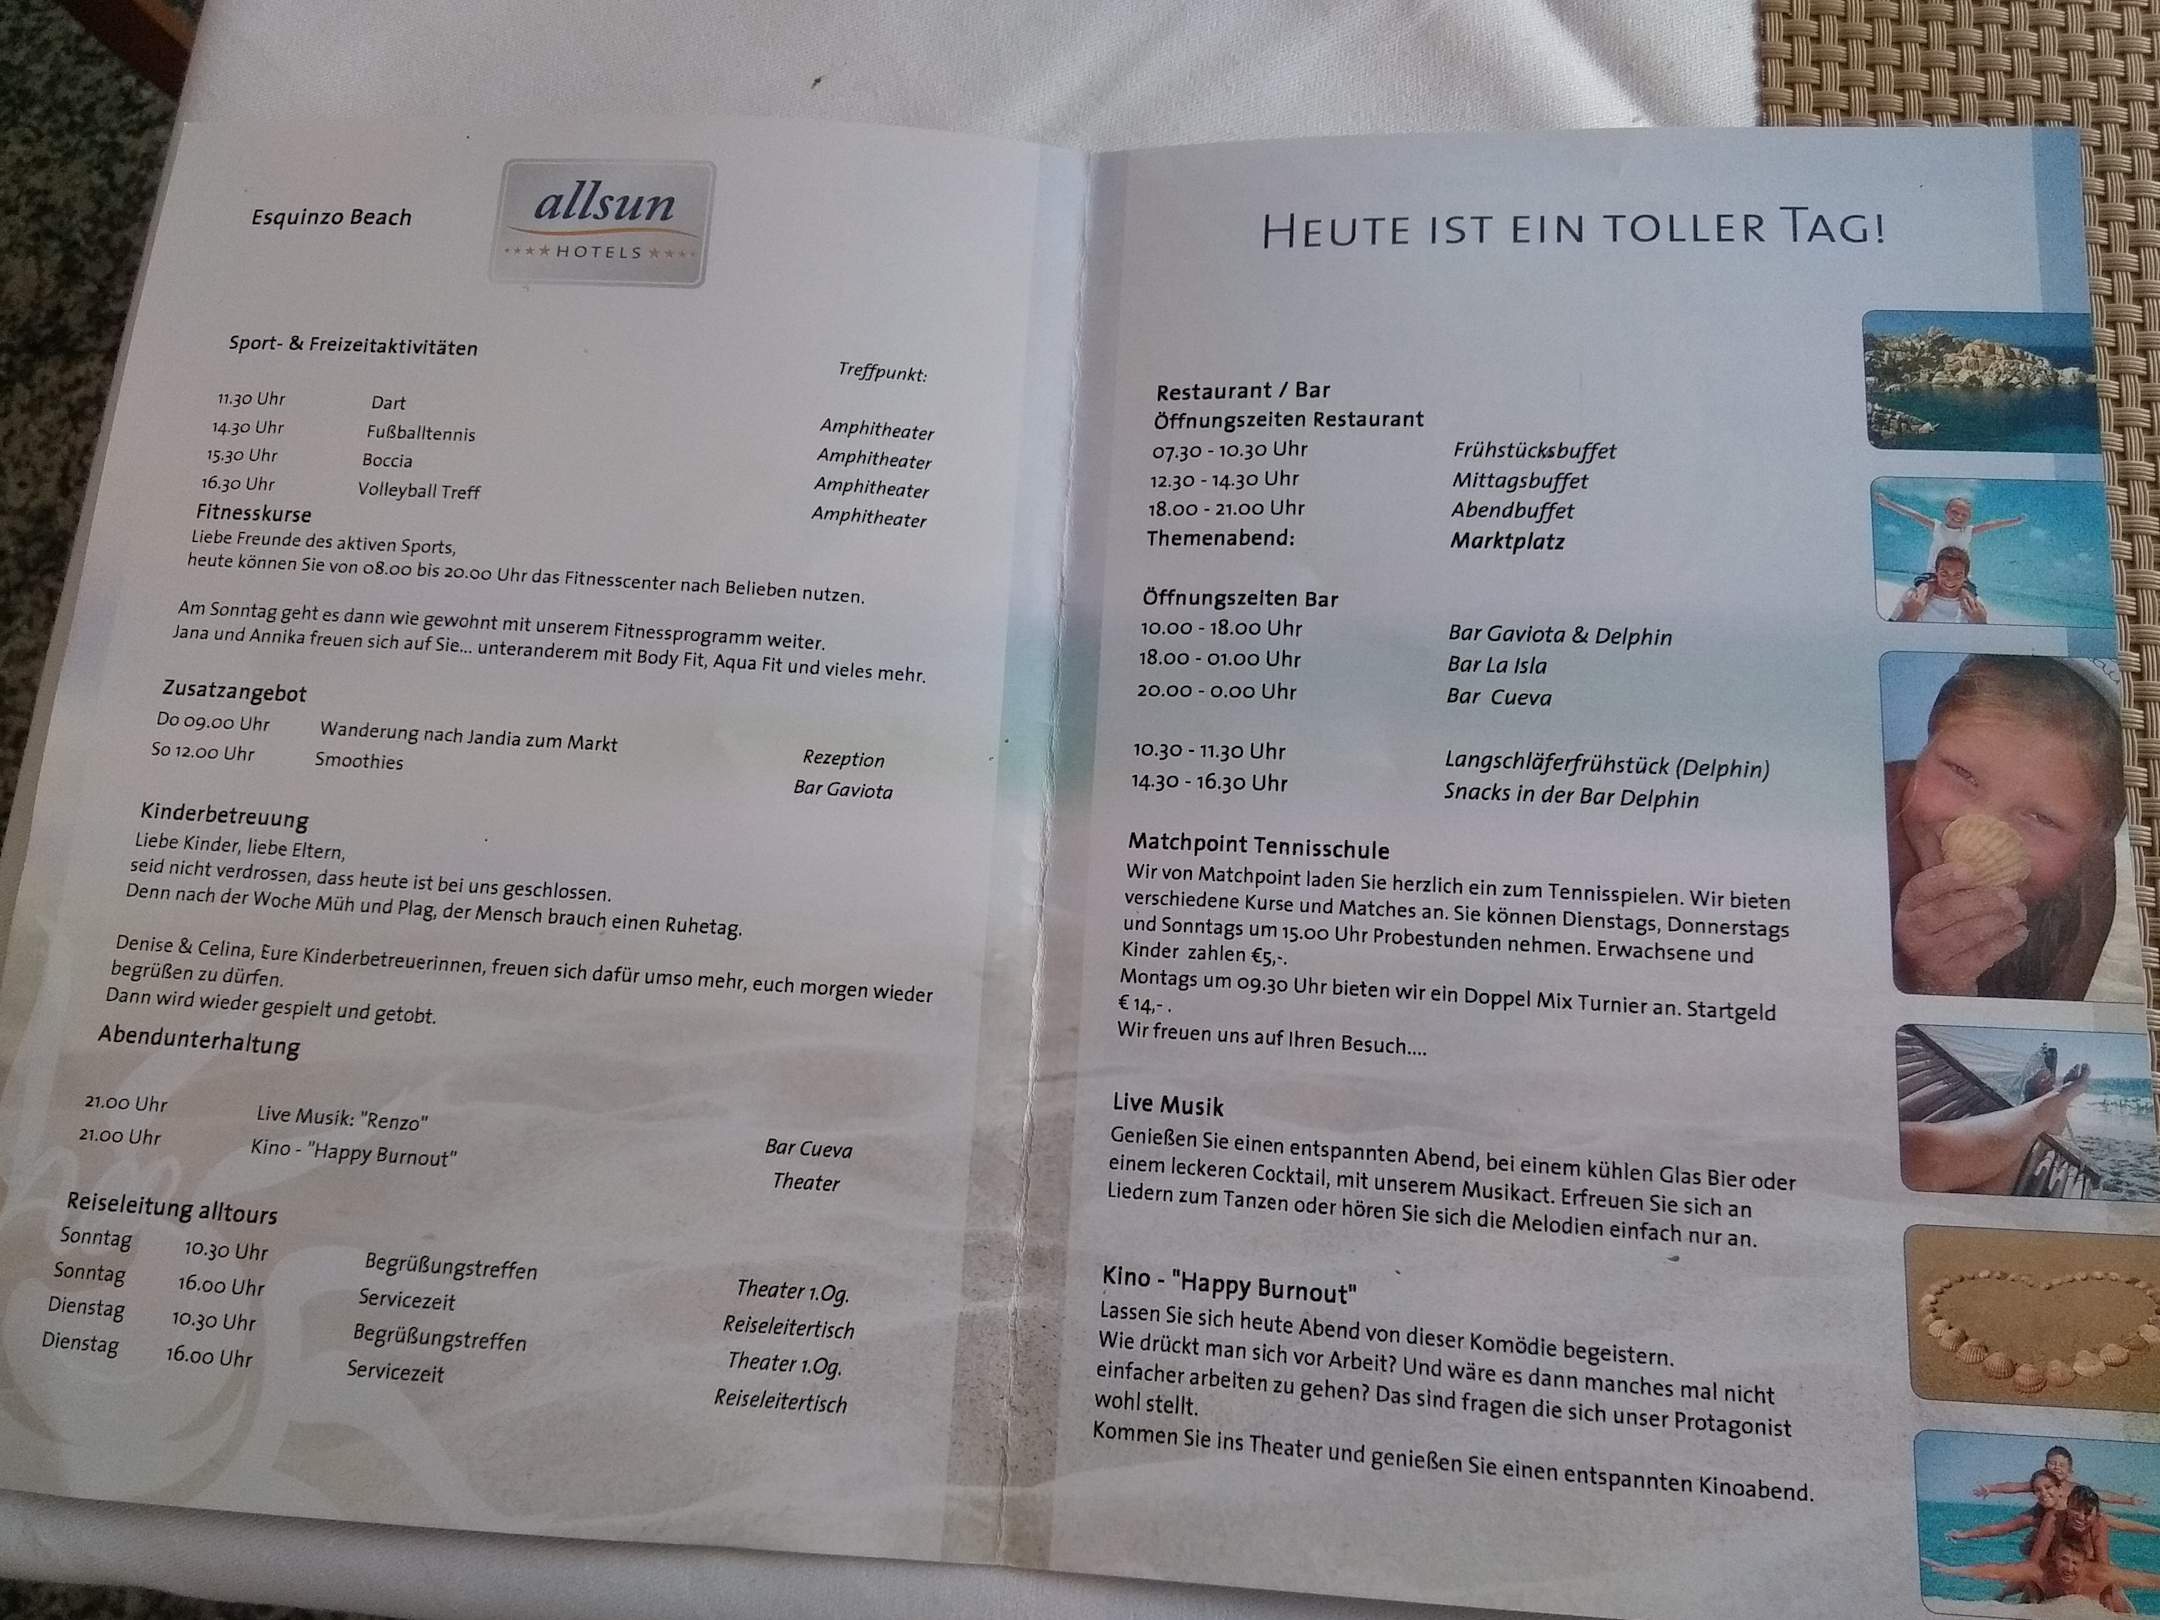 Esquinzo Beach
allsun
HOTELS
Sport- & Freizeitaktivitäten
Treffpunkt:
11.30 Uhr Dart Amphitheater
14.30 Uhr Fußballtennis Amphitheater
15.30 Uhr Boccia Amphitheater
16.30 Uhr Volleyball Treff Amphitheater
Fitnesskurse
Liebe Freunde des aktiven Sports,
heute können Sie von 08.00 bis 20.00 Uhr das Fitnesscenter nach Belieben nutzen.
Am Sonntag geht es dann wie gewohnt mit unserem Fitnessprogramm weiter.
Jana und Annika freuen sich auf Sie... unteranderem mit Body Fit, Aqua Fit und vieles mehr.
Zusatzangebot
Do 09.00 Uhr Wanderung nach Jandia zum Markt Rezeption
So 12.00 Uhr Smoothies Bar Gaviota
Kinderbetreuung
Liebe Kinder, liebe Eltern,
seid nicht verdrossen, dass heute ist bei uns geschlossen.
Denn nach der Woche Müh und Plag, der Mensch brauch einen Ruhetag.
Denise & Celina, Eure Kinderbetreuerinnen, freuen sich dafür umso mehr, euch morgen wieder
begrüßen zu dürfen.
Dann wird wieder gespielt und getobt.
Abendunterhaltung
21.00 Uhr Live Musik: "Renzo" Bar Cueva
21.00 Uhr Kino - "Happy Burnout" Theater
Reiseleitung alltours
Sonntag 10.30 Uhr Begrüßungstreffen Theater 1.Og.
Sonntag 16.00 Uhr Servicezeit Reiseleitertisch
Dienstag 10.30 Uhr Begrüßungstreffen Theater 1.Og.
Dienstag 16.00 Uhr Servicezeit Reiseleitertisch
HEUTE IST EIN TOLLER TAG!
Restaurant / Bar
Öffnungszeiten Restaurant
07.30 - 10.30 Uhr Frühstücksbuffet
12.30 - 14.30 Uhr Mittagsbuffet
18.00 - 21.00 Uhr Abendbuffet
Themenabend: Marktplatz
Öffnungszeiten Bar
10.00 - 18.00 Uhr Bar Gaviota & Delphin
18.00 - 01.00 Uhr Bar La Isla
20.00 - 0.00 Uhr Bar Cueva
10.30 - 11.30 Uhr Langschläferfrühstück (Delphin)
14.30 - 16.30 Uhr Snacks in der Bar Delphin
Matchpoint Tennisschule
Wir von Matchpoint laden Sie herzlich ein zum Tennisspielen. Wir bieten
verschiedene Kurse und Matches an. Sie können Dienstags, Donnerstags
und Sonntags um 15.00 Uhr Probestunden nehmen. Erwachsene und
Kinder zahlen €5,-.
Montags um 09.30 Uhr bieten wir ein Doppel Mix Turnier an. Startgeld
€ 14,- .
Wir freuen uns auf Ihren Besuch....
Live Musik
Genießen Sie einen entspannten Abend, bei einem kühlen Glas Bier oder
einem leckeren Cocktail, mit unserem Musikact. Erfreuen Sie sich an
Liedern zum Tanzen oder hören Sie sich die Melodien einfach nur an.
Kino - "Happy Burnout"
Lassen Sie sich heute Abend von dieser Komödie begeistern.
Wie drückt man sich vor Arbeit? Und wäre es dann manches mal nicht
einfacher arbeiten zu gehen? Das sind fragen die sich unser Protagonist
wohl stellt.
Kommen Sie ins Theater und genießen Sie einen entspannten Kinoabend.